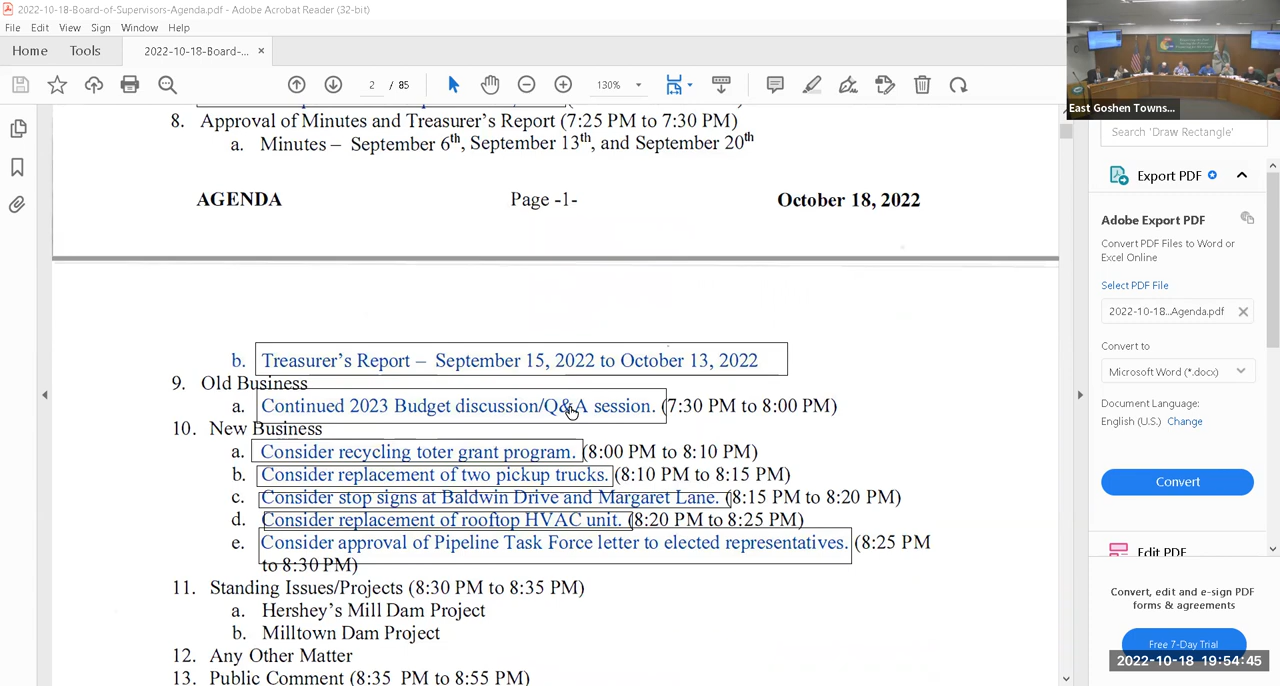 2022-10-18-Board-of-Supervisors-Agenda.pdf - Adobe Acrobat Reader (32-bit)
File Edit View Sign Window Help
Home Tools 2022-10-18-Board-... ×
2 / 85 130%
East Goshen Towns...
Search 'Draw Rectangle'
8. Approval of Minutes and Treasurer's Report (7:25 PM to 7:30 PM)
a. Minutes – September 6th, September 13th, and September 20th
AGENDA Page -1- October 18, 2022
b. Treasurer's Report – September 15, 2022 to October 13, 2022
9. Old Business
a. Continued 2023 Budget discussion/Q&A session. (7:30 PM to 8:00 PM)
10. New Business
a. Consider recycling toter grant program. (8:00 PM to 8:10 PM)
b. Consider replacement of two pickup trucks. (8:10 PM to 8:15 PM)
c. Consider stop signs at Baldwin Drive and Margaret Lane. (8:15 PM to 8:20 PM)
d. Consider replacement of rooftop HVAC unit. (8:20 PM to 8:25 PM)
e. Consider approval of Pipeline Task Force letter to elected representatives. (8:25 PM
to 8:30 PM)
11. Standing Issues/Projects (8:30 PM to 8:35 PM)
a. Hershey's Mill Dam Project
b. Milltown Dam Project
12. Any Other Matter
13. Public Comment (8:35 PM to 8:55 PM)
Export PDF
Adobe Export PDF
Convert PDF Files to Word or
Excel Online
Select PDF File
2022-10-18...Agenda.pdf
Convert to
Microsoft Word (*.docx)
Document Language:
English (U.S.) Change
Convert
Edit PDF
Convert, edit and e-sign PDF
forms & agreements
Free 7-Day Trial
2022-10-18 19:54:45